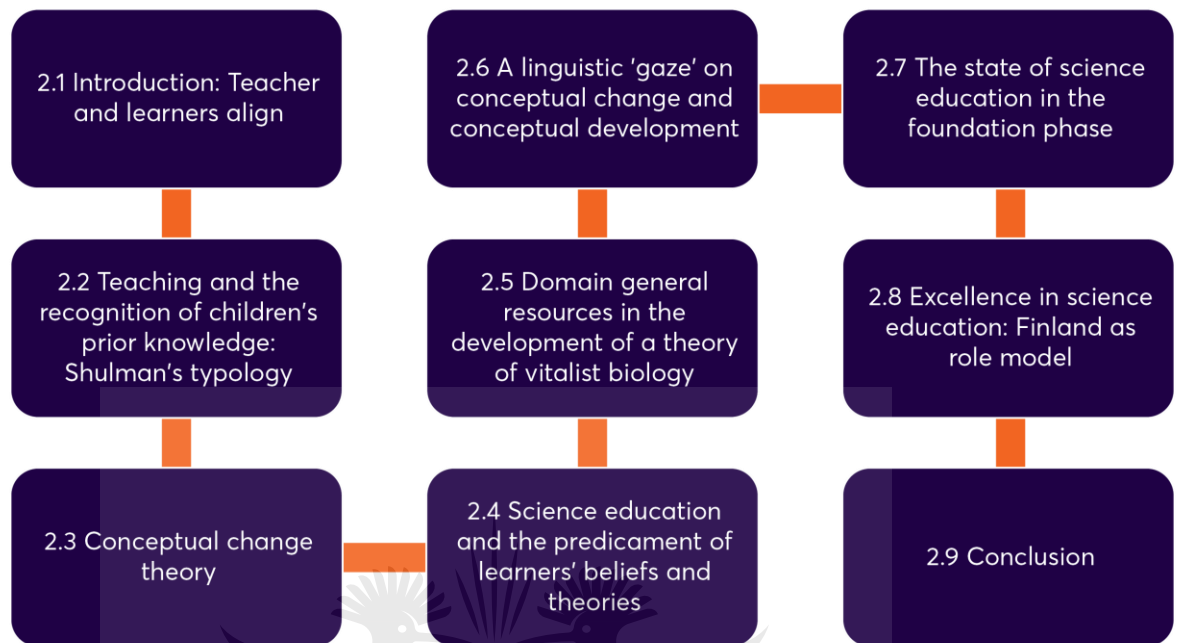 2.1 Introduction: Teacher
and learners align
2.2 Teaching and the
recognition of children's
prior knowledge:
Shulman's typology
2.3 Conceptual change
theory
2.4 Science education
and the predicament of
learners' beliefs and
theories
2.5 Domain general
resources in the
development of a theory
of vitalist biology
2.6 A linguistic 'gaze' on
conceptual change and
conceptual development
2.7 The state of science
education in the
foundation phase
2.8 Excellence in science
education: Finland as
role model
2.9 Conclusion